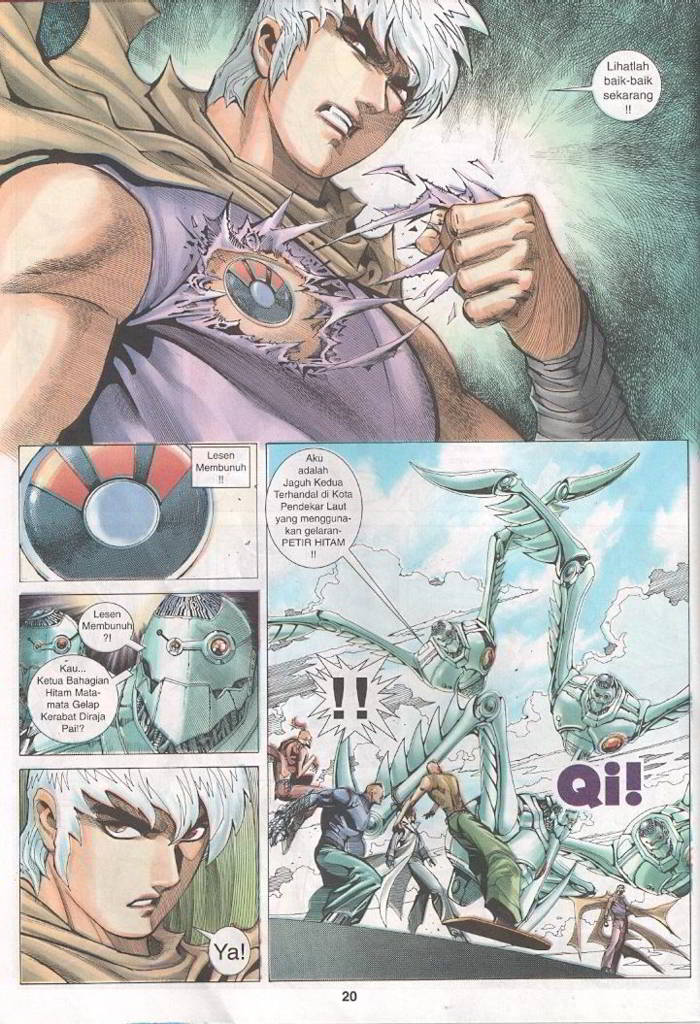 Lihatlah
baik-baik
sekarang
!!
Lesen
Membunuh
!!
Lesen
Membunuh
?!
Kau...
Ketua Bahagian
Hitam Mata-
mata Gelap
Kerabat Diraja
Pai!?
Ya!
Aku
adalah
Jaguh Kedua
Terhandal di Kota
Pendekar Laut
yang mengguna-
kan gelaran-
PETIR HITAM
!!
!!
Qi!
20